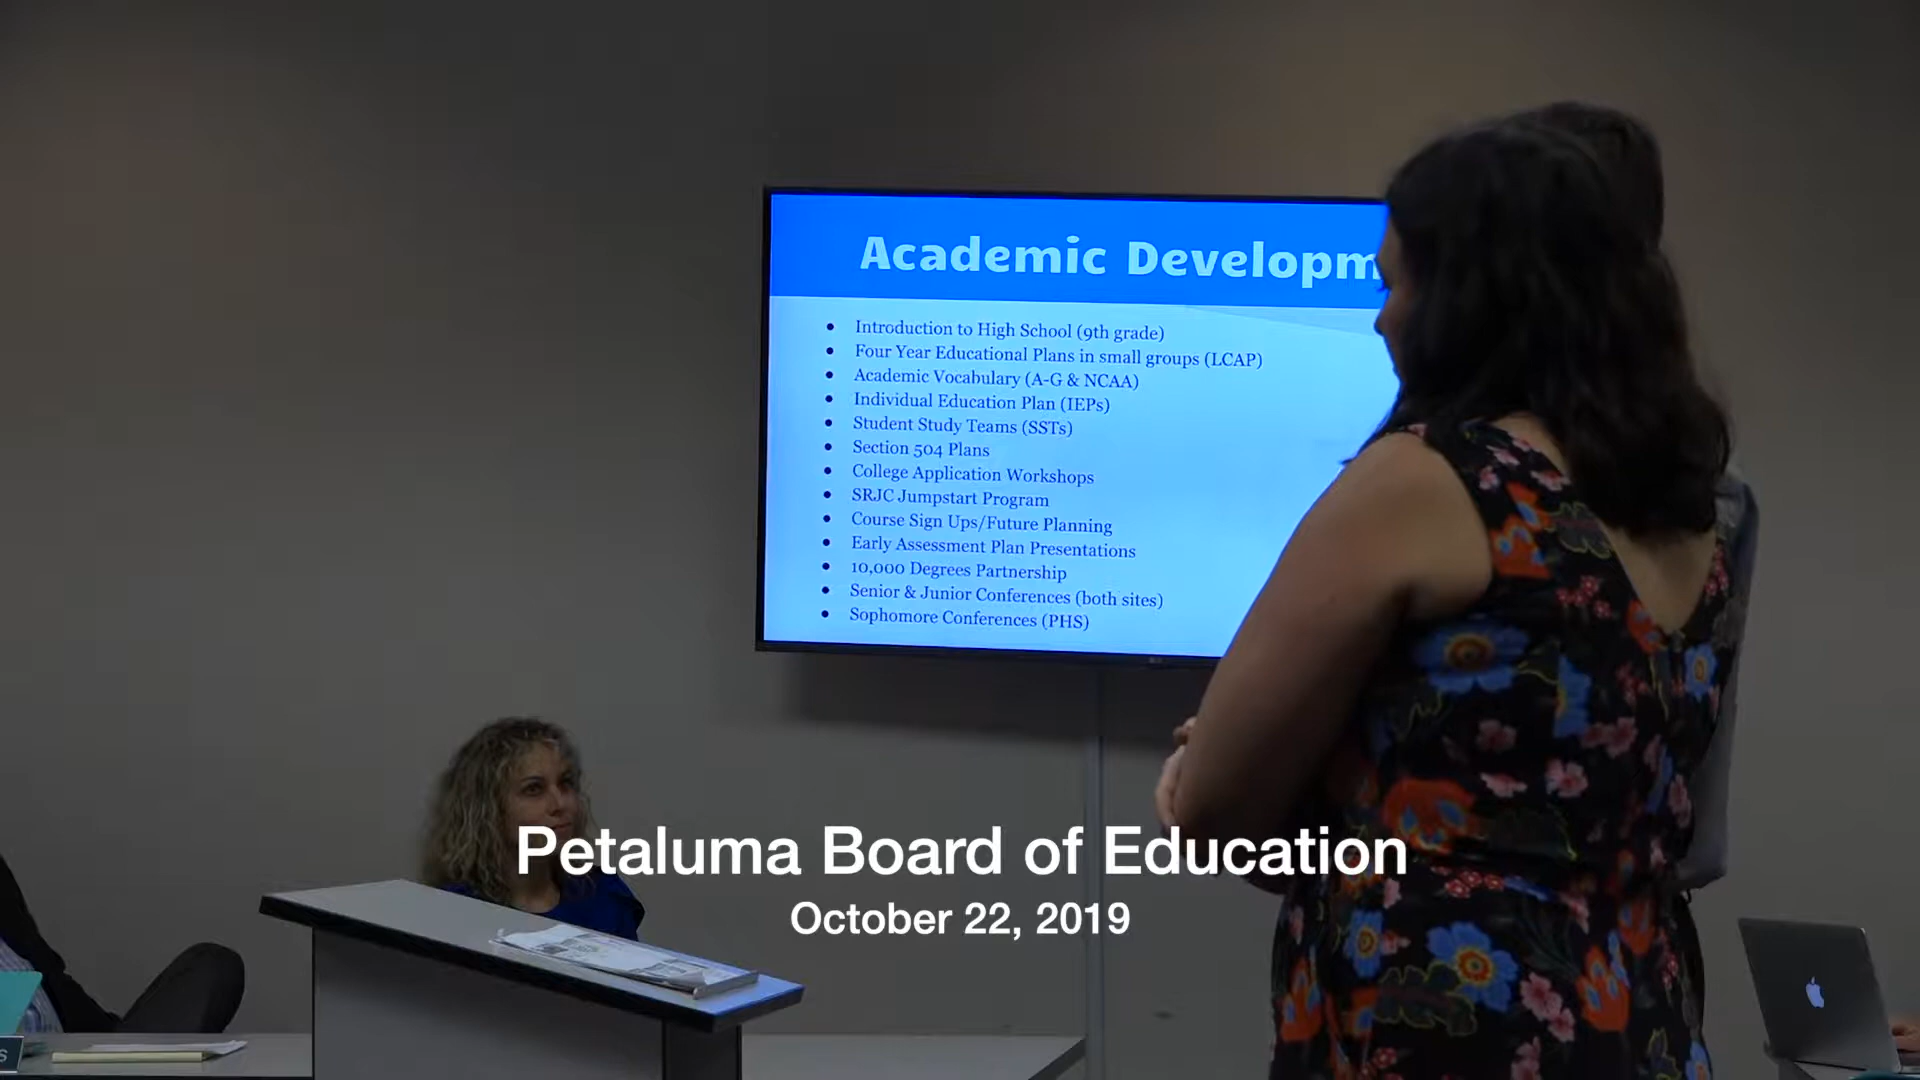 Academic Developm
Introduction to High School (9th grade)
Four Year Educational Plans in small groups (LCAP)
Academic Vocabulary (A-G & NCAA)
Individual Education Plan (IEPs)
Student Study Teams (SSTs)
Section 504 Plans
College Application Workshops
SRJC Jumpstart Program
Course Sign Ups/Future Planning
Early Assessment Plan Presentations
10,000 Degrees Partnership
Senior & Junior Conferences (both sites)
Sophomore Conferences (PHS)
Petaluma Board of Education
October 22, 2019